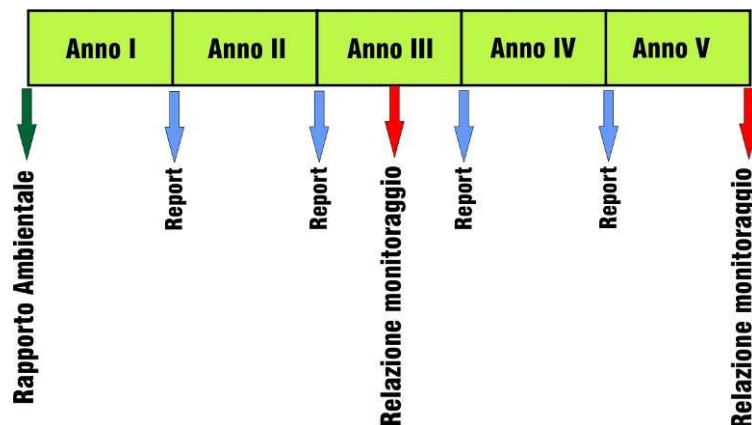 Anno I
Anno II
Anno III
Anno IV
Anno V
Rapporto Ambientale
Report
Report
Relazione monitoraggio
Report
Report
Relazione monitoraggio